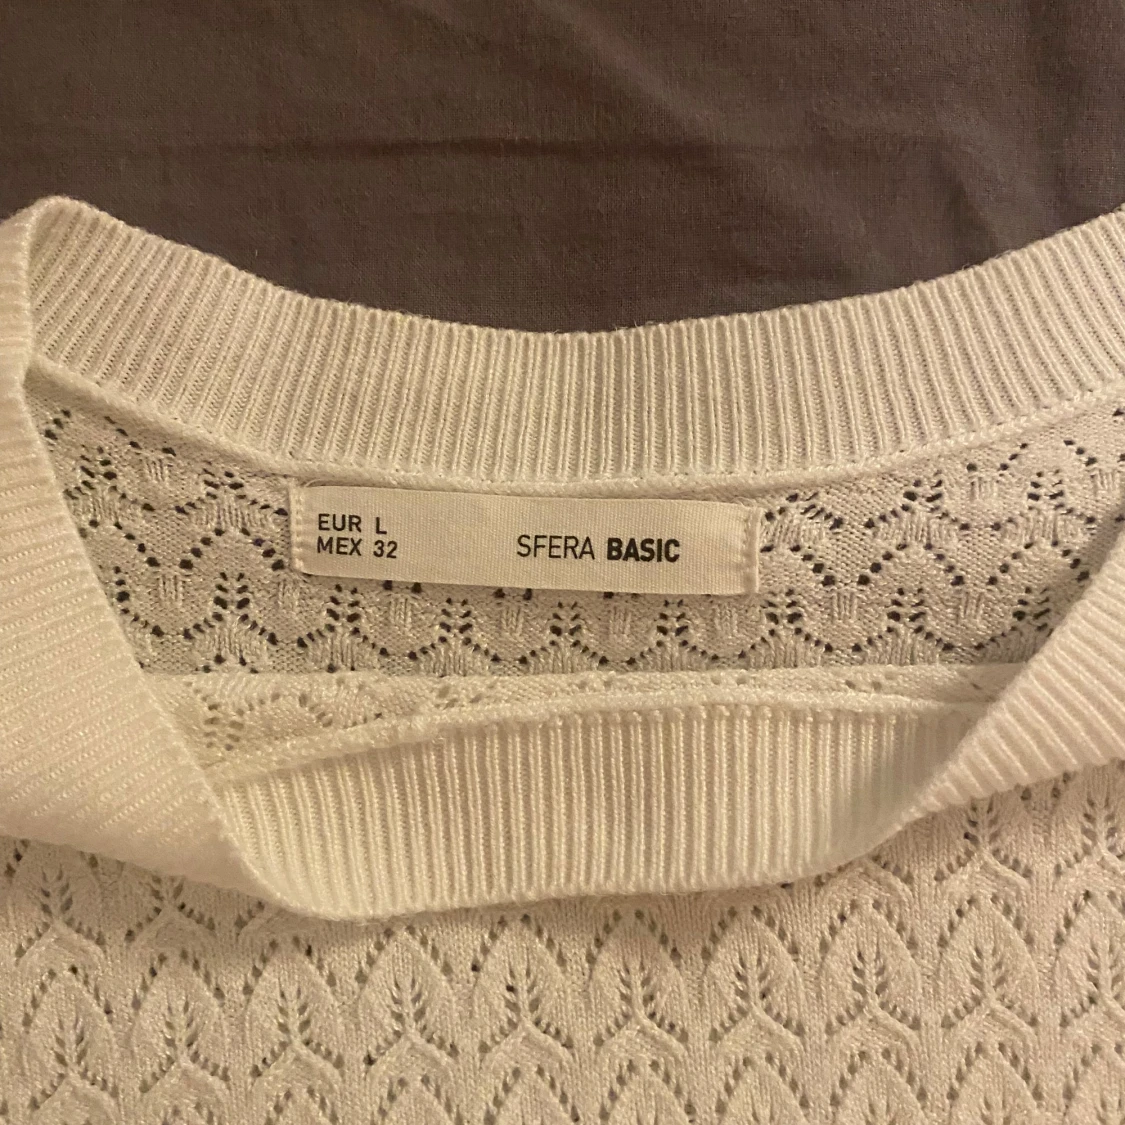 EUR L
MEX 32
SFERA BASIC